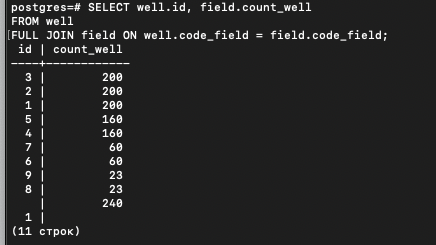 postgres=# SELECT well.id, field.count_well
FROM well
[FULL JOIN field ON well.code_field = field.code_field;
 id | count_well
----+------------
  3 |        200
  2 |        200
  1 |        200
  5 |        160
  4 |        160
  7 |         60
  6 |         60
  9 |         23
  8 |         23
    |        240
  1 |
(11 строк)